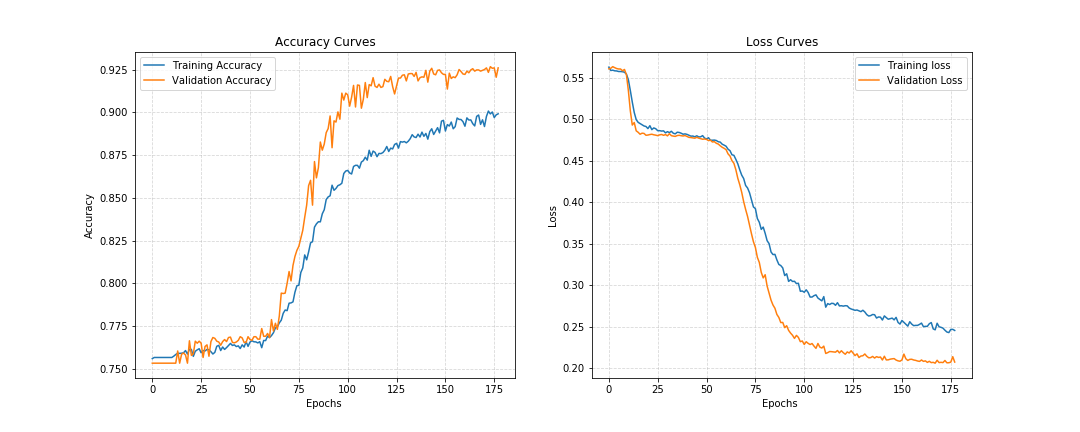 Accuracy Curves
Training Accuracy
Validation Accuracy
0.925
0.900
0.875
0.850
0.825
0.800
0.775
0.750
Accuracy
0 25 50 75 100 125 150 175
Epochs
Loss Curves
Training loss
Validation Loss
0.55
0.50
0.45
0.40
0.35
0.30
0.25
0.20
Loss
0 25 50 75 100 125 150 175
Epochs